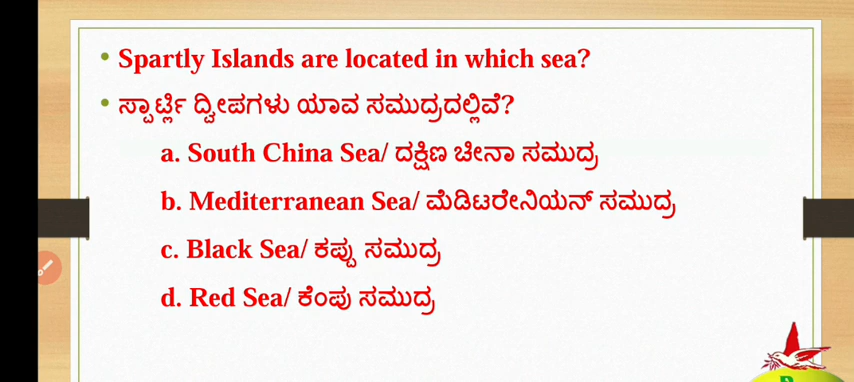 Spartly Islands are located in which sea?
ಸ್ಪಾರ್ಟ್ಲಿ ದ್ವೀಪಗಳು ಯಾವ ಸಮುದ್ರದಲ್ಲಿವೆ?
a. South China Sea/ ದಕ್ಷಿಣ ಚೀನಾ ಸಮುದ್ರ
b. Mediterranean Sea/ ಮೆಡಿಟರೇನಿಯನ್ ಸಮುದ್ರ
c. Black Sea/ ಕಪ್ಪು ಸಮುದ್ರ
d. Red Sea/ ಕೆಂಪು ಸಮುದ್ರ